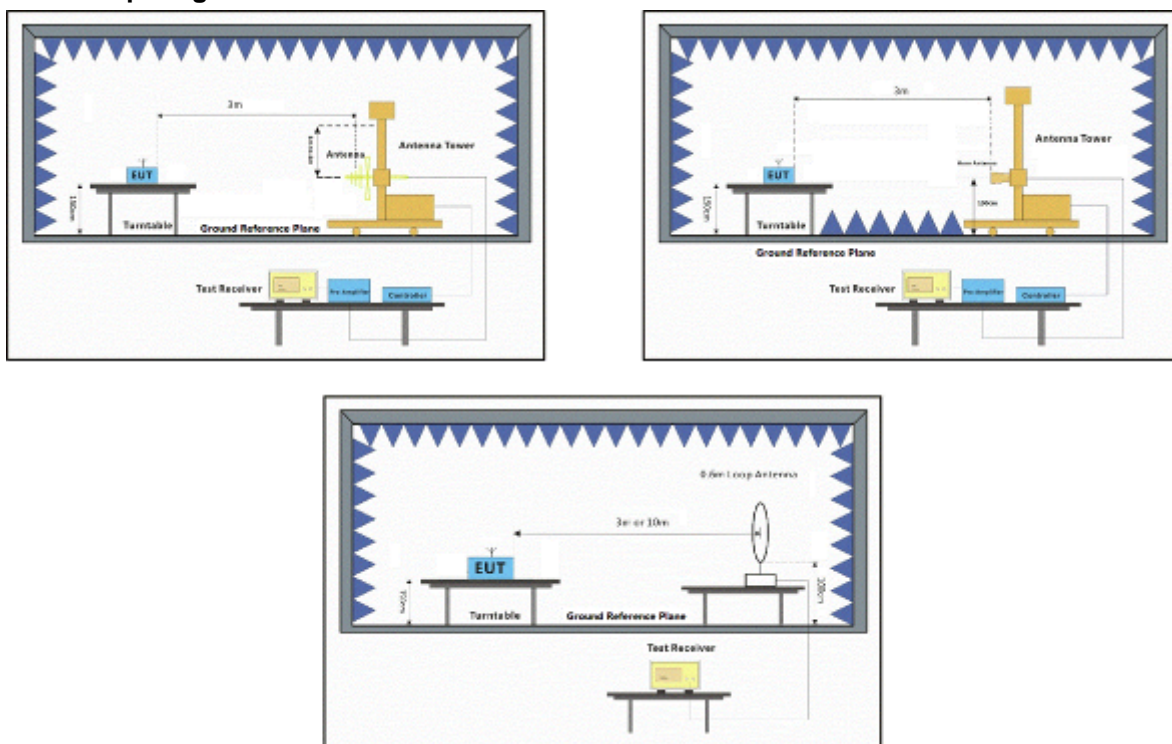 3m
Antenna
Antenna Tower
EUT
Turntable
Ground Reference Plane
Test Receiver
Pre Amplifier
Controller
3m
Antenna Tower
EUT
150cm
190cm
Turntable
Ground Reference Plane
Test Receiver
Pre Amplifier
Controller
0.6m Loop Antenna
3m or 10m
EUT
Turntable
Ground Reference Plane
Test Receiver